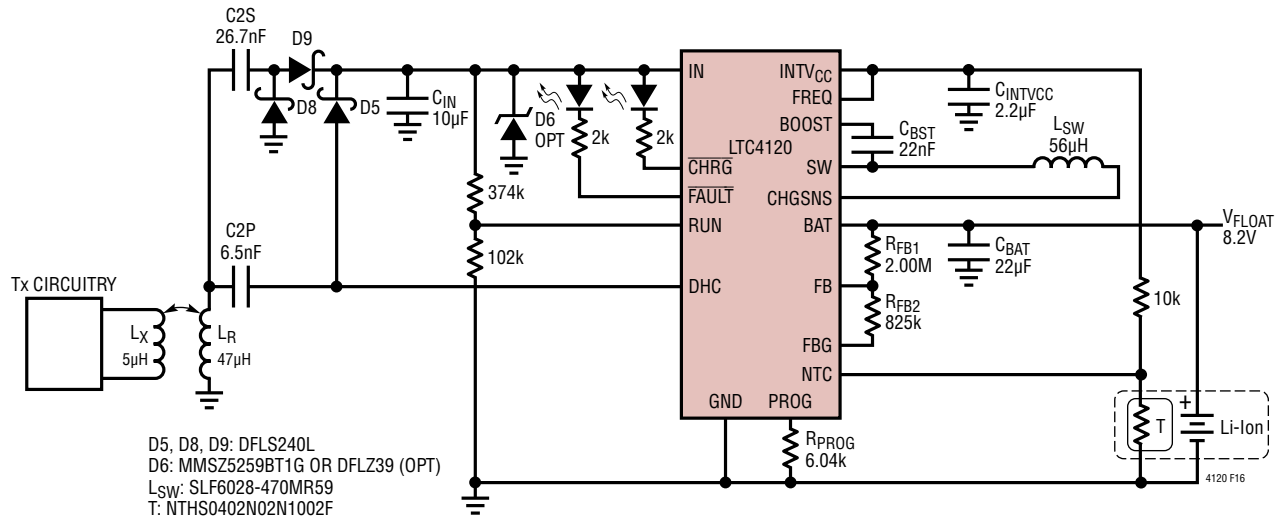 C2S
26.7nF
D9
D8
D5
CIN
10µF
D6
OPT
2k
2k
374k
102k
C2P
6.5nF
Tx CIRCUITRY
LX
5µH
LR
47µH
IN
CHRG
FAULT
RUN
DHC
LTC4120
INTVCC
FREQ
BOOST
SW
CHGSNS
BAT
FB
FBG
NTC
GND
PROG
CINTVCC
2.2µF
CBST
22nF
LSW
56µH
VFLOAT
8.2V
RFB1
2.00M
CBAT
22µF
RFB2
825k
10k
RPROG
6.04k
T
+
Li-Ion
4120 F16
D5, D8, D9: DFLS240L
D6: MMSZ5259BT1G OR DFLZ39 (OPT)
LSW: SLF6028-470MR59
T: NTHS0402N02N1002F